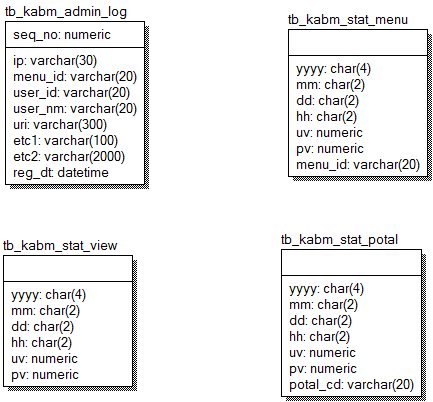 tb_kabm_admin_log
seq_no: numeric
ip: varchar(30)
menu_id: varchar(20)
user_id: varchar(20)
user_nm: varchar(20)
uri: varchar(300)
etc1: varchar(100)
etc2: varchar(2000)
reg_dt: datetime
tb_kabm_stat_menu
yyyy: char(4)
mm: char(2)
dd: char(2)
hh: char(2)
uv: numeric
pv: numeric
menu_id: varchar(20)
tb_kabm_stat_view
yyyy: char(4)
mm: char(2)
dd: char(2)
hh: char(2)
uv: numeric
pv: numeric
tb_kabm_stat_potal
yyyy: char(4)
mm: char(2)
dd: char(2)
hh: char(2)
uv: numeric
pv: numeric
potal_cd: varchar(20)